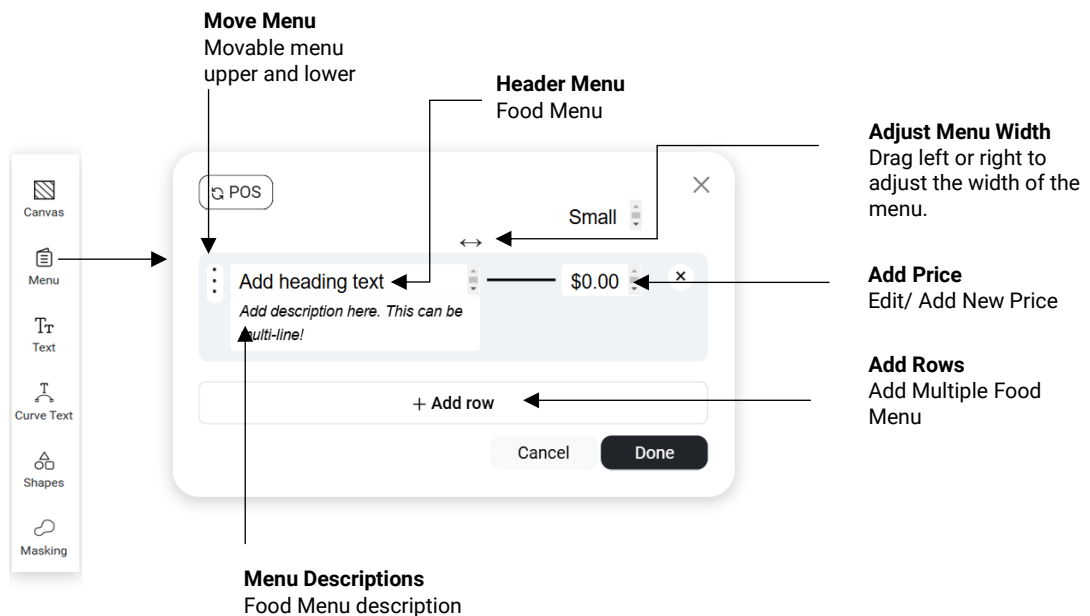 Move Menu
Movable menu
upper and lower
Header Menu
Food Menu
Adjust Menu Width
Drag left or right to
adjust the width of the
menu.
Canvas
Menu
Text
Curve Text
Shapes
Masking
POS
Small
Add heading text
$0.00
Add description here. This can be
multi-line!
+ Add row
Cancel
Done
Add Price
Edit/ Add New Price
Add Rows
Add Multiple Food
Menu
Menu Descriptions
Food Menu description